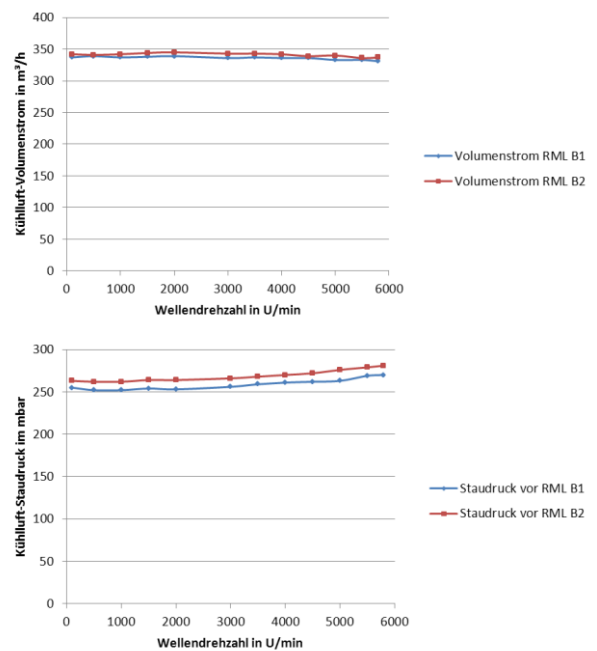 400
350
300
250
200
150
100
50
0
Kühlluft-Volumenstrom in m³/h
0 1000 2000 3000 4000 5000 6000
Wellendrehzahl in U/min
Volumenstrom RML B1
Volumenstrom RML B2
300
250
200
150
100
50
0
Kühlluft-Staudruck im mbar
0 1000 2000 3000 4000 5000 6000
Wellendrehzahl in U/min
Staudruck vor RML B1
Staudruck vor RML B2